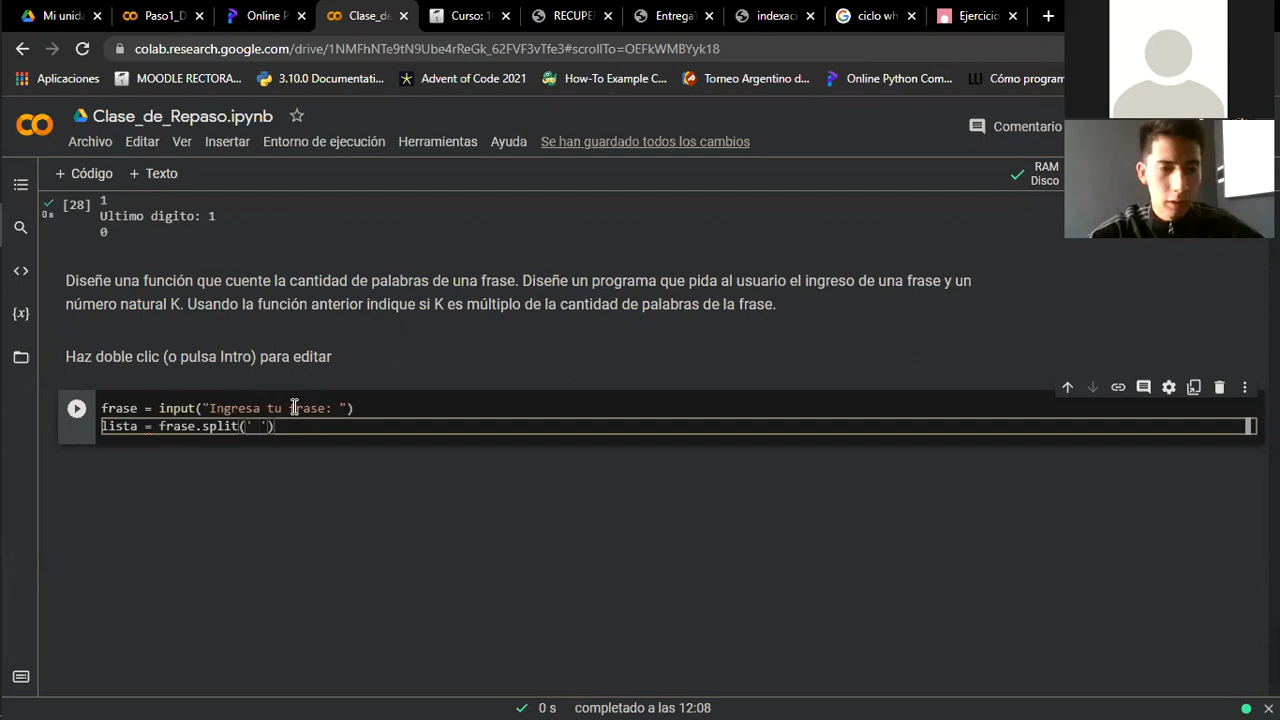 Mi unida
Paso1_D
Online P
Clase_de
Curso: 1
RECUPER
Entrega
indexaci
ciclo wh
Ejercicio
colab.research.google.com/drive/1NMFhNTe9tN9Ube4rReGk_62FVF3vTfe3#scrollTo=OEFkWMBYyk18
Aplicaciones
MOODLE RECTORA...
3.10.0 Documentati...
Advent of Code 2021
How-To Example C...
Torneo Argentino d...
Online Python Com...
Cómo program
Clase_de_Repaso.ipynb
Comentario
Archivo Editar Ver Insertar Entorno de ejecución Herramientas Ayuda Se han guardado todos los cambios
+ Código + Texto
RAM
Disco
1
[28]
0 s
Ultimo digito: 1
0
Diseñe una función que cuente la cantidad de palabras de una frase. Diseñe un programa que pida al usuario el ingreso de una frase y un
número natural K. Usando la función anterior indique si K es múltiplo de la cantidad de palabras de la frase.
Haz doble clic (o pulsa Intro) para editar
frase = input("Ingresa tu frase: ")
lista = frase.split(' ')
0 s completado a las 12:08